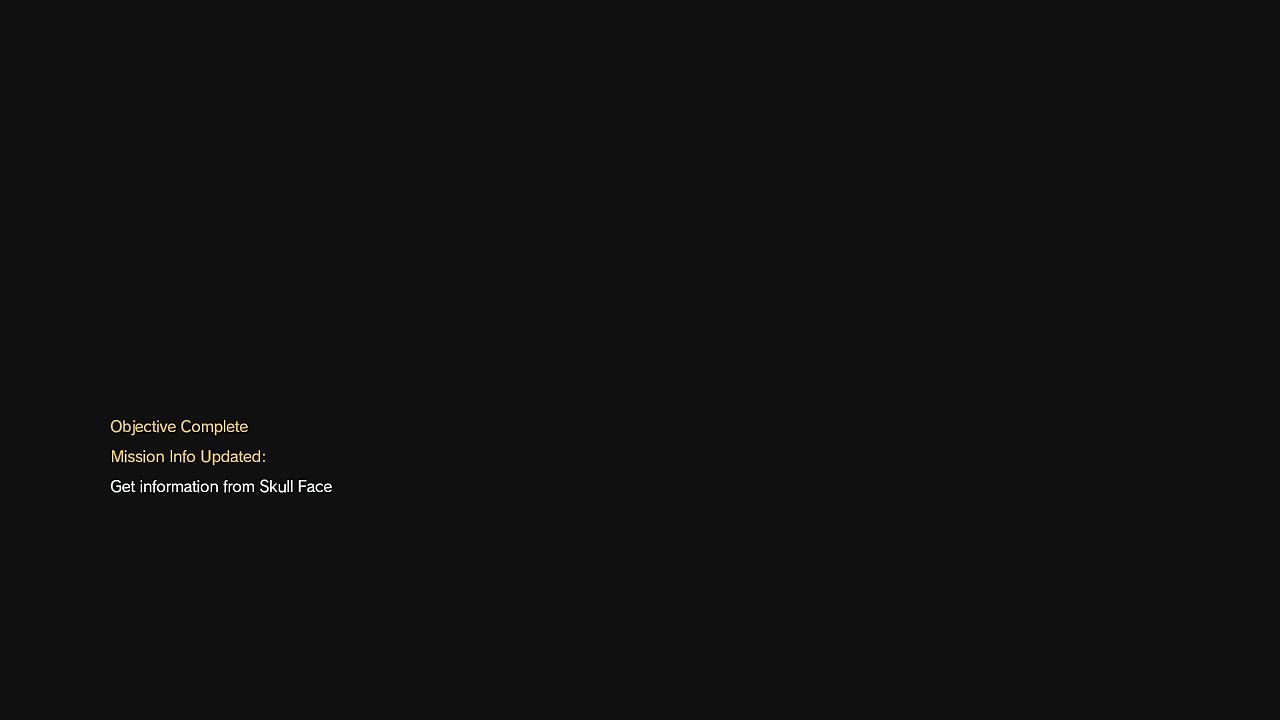 Objective Complete
Mission Info Updated:
Get information from Skull Face